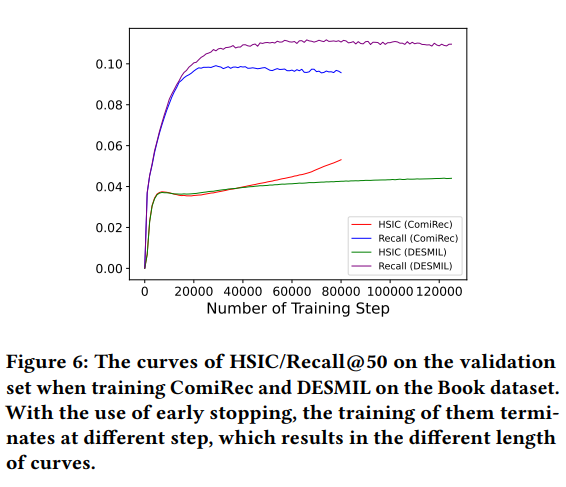 0.10
0.08
0.06
0.04
0.02
0.00
HSIC (ComiRec)
Recall (ComiRec)
HSIC (DESMIL)
Recall (DESMIL)
0 20000 40000 60000 80000 100000 120000
Number of Training Step
Figure 6: The curves of HSIC/Recall@50 on the validation
set when training ComiRec and DESMIL on the Book dataset.
With the use of early stopping, the training of them termi-
nates at different step, which results in the different length
of curves.